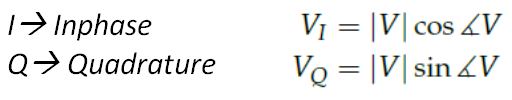 I→ Inphase V_I = |V| cos ∡V
Q→ Quadrature V_Q = |V| sin ∡V